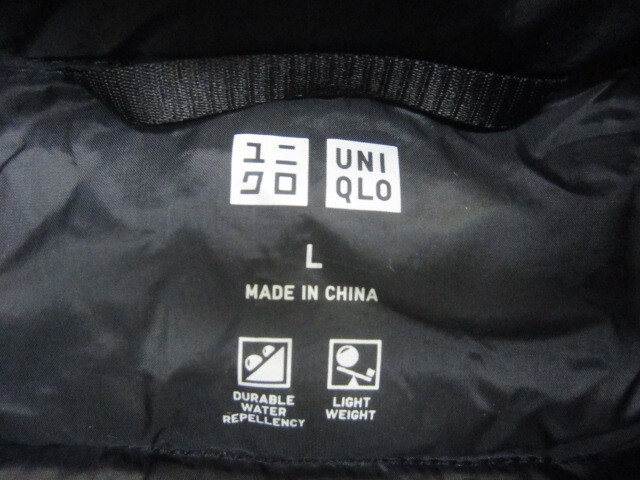 ユニ UNI
クロ QLO
L
MADE IN CHINA
DURABLE LIGHT
WATER WEIGHT
REPELLENCY